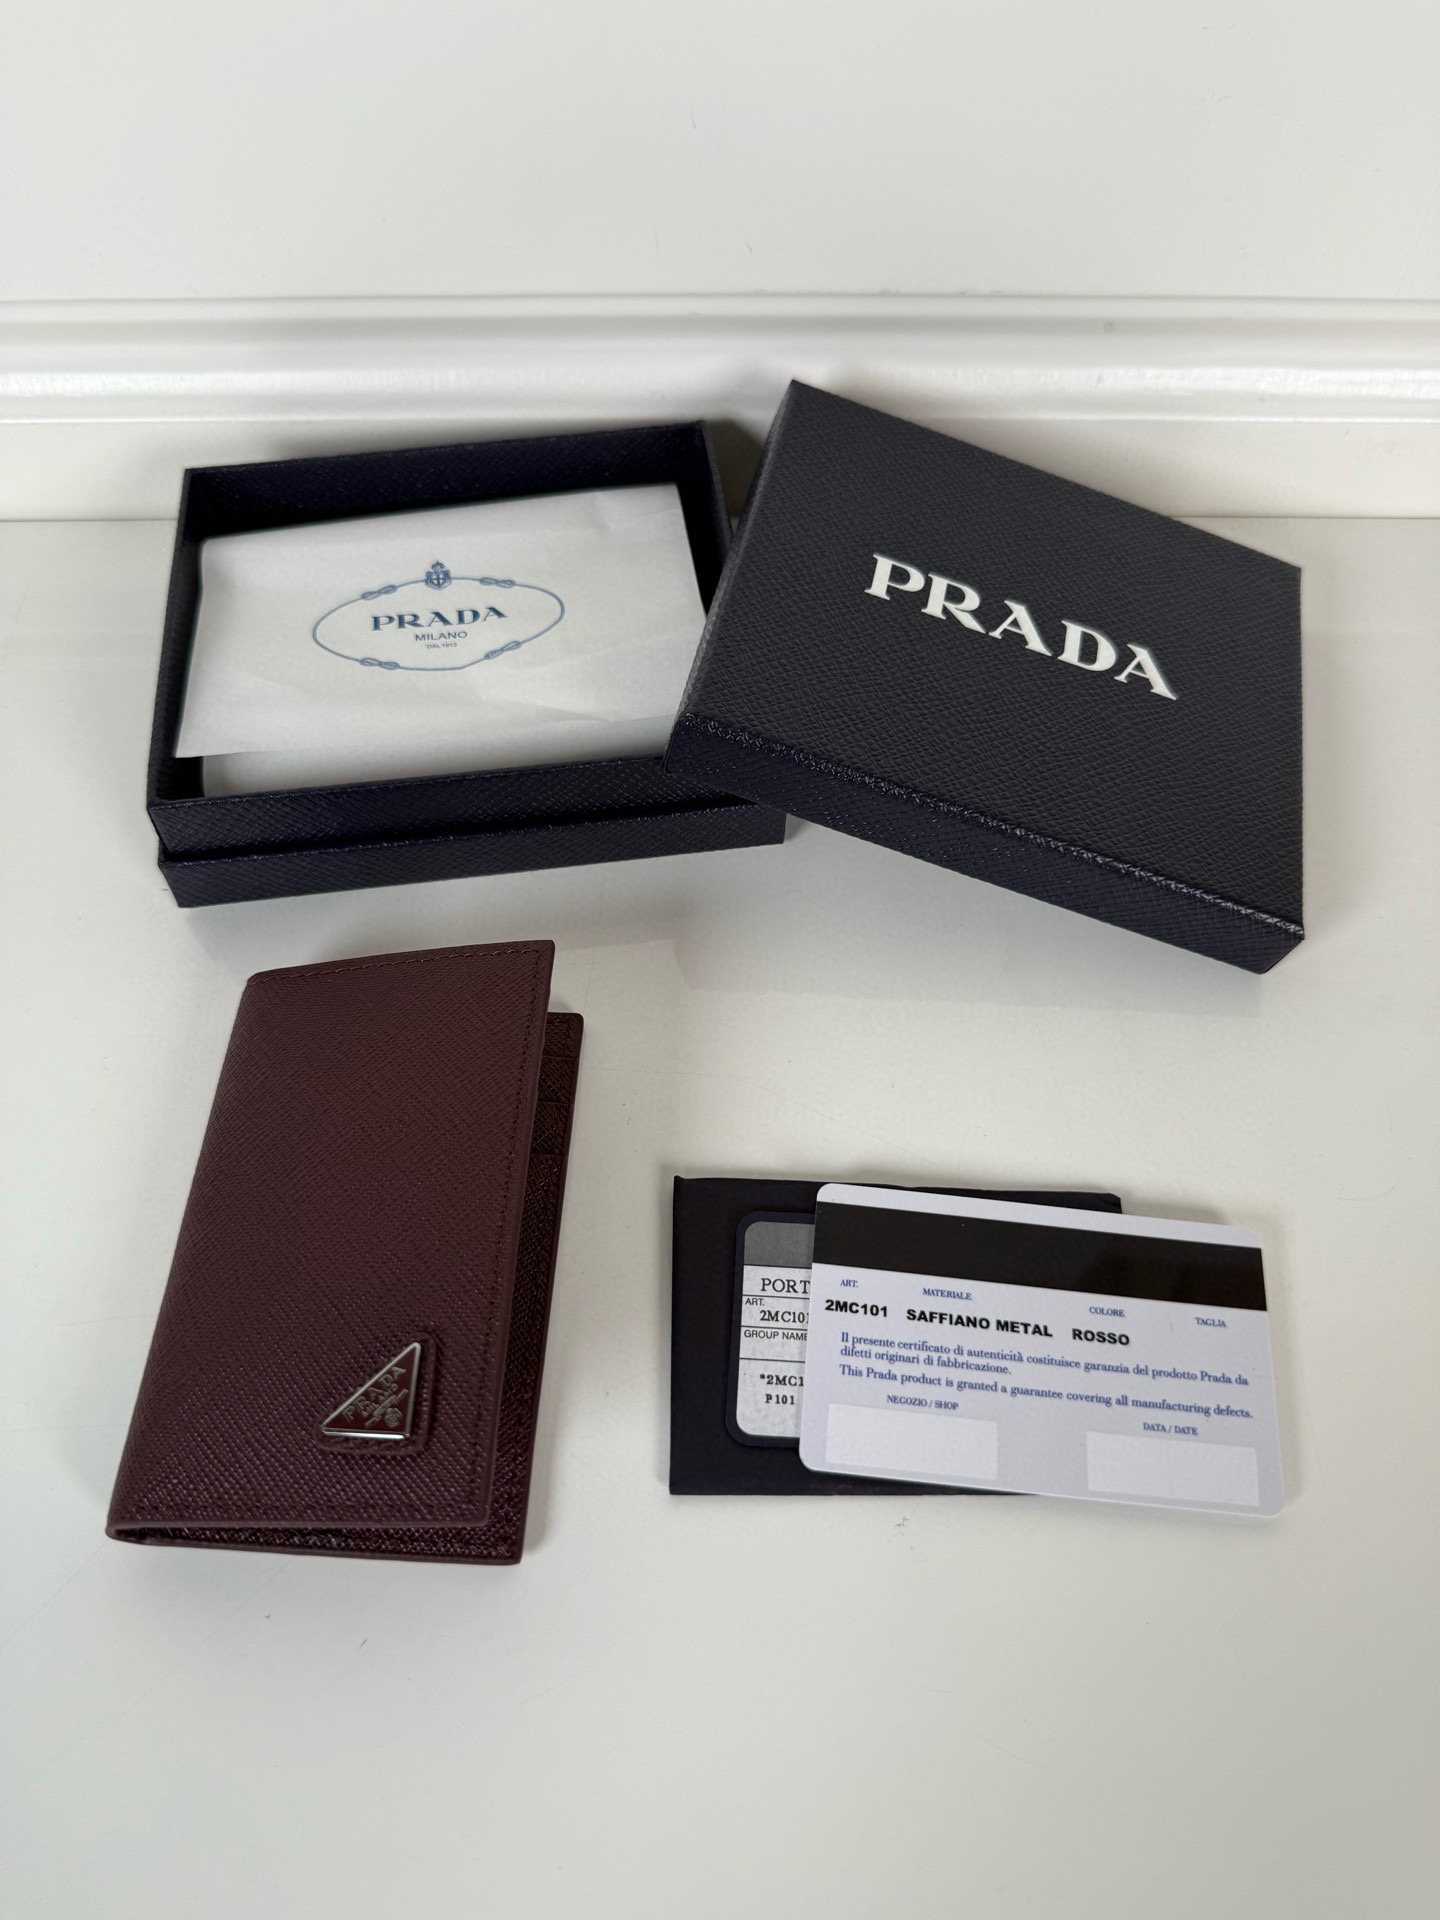 PRADA
MILANO
DAL 1913
PRADA
PRADA
PORT
ART.
2MC101
GROUP NAME
*2MC1
P 101
ART. MATERIALE COLORE TAGLIA
2MC101 SAFFIANO METAL ROSSO
Il presente certificato di autenticità costituisce garanzia del prodotto Prada da
difetti originari di fabbricazione.
This Prada product is granted a guarantee covering all manufacturing defects.
NEGOZIO / SHOP
DATA / DATE